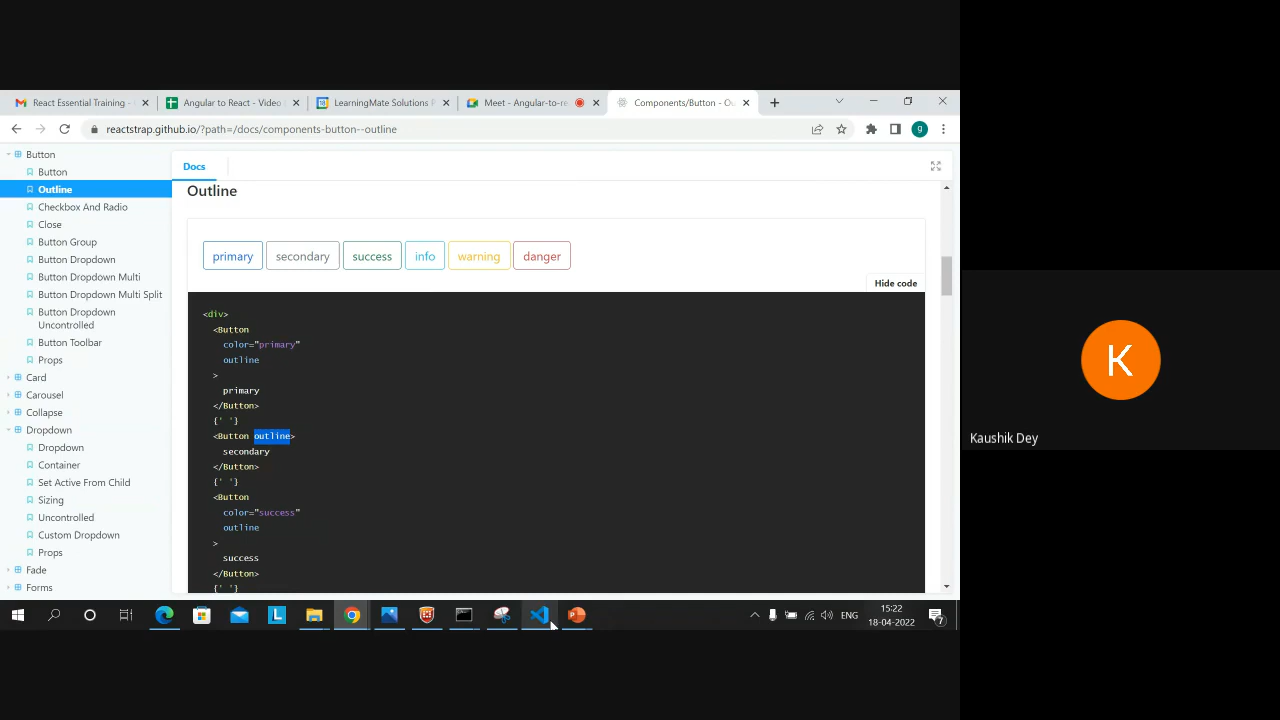 React Essential Training -
Angular to React - Video
LearningMate Solutions P
Meet - Angular-to-re
Components/Button - Ou
reactstrap.github.io/?path=/docs/components-button--outline
g
Button
Button
Outline
Checkbox And Radio
Close
Button Group
Button Dropdown
Button Dropdown Multi
Button Dropdown Multi Split
Button Dropdown
Uncontrolled
Button Toolbar
Props
Card
Carousel
Collapse
Dropdown
Dropdown
Container
Set Active From Child
Sizing
Uncontrolled
Custom Dropdown
Props
Fade
Forms
Docs
Outline
primary secondary success info warning danger
Hide code
<div>
<Button
color="primary"
outline
>
primary
</Button>
{' '}
<Button outline>
secondary
</Button>
{' '}
<Button
color="success"
outline
>
success
</Button>
{' '}
K
Kaushik Dey
L
ENG
15:22
18-04-2022
7